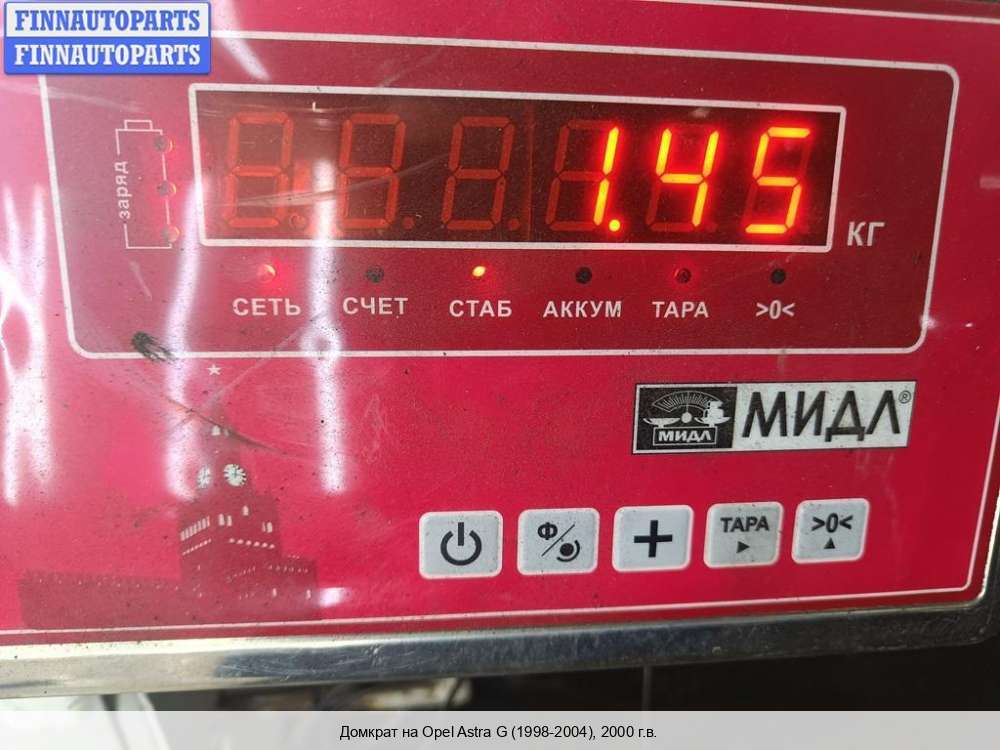 FINNAUTOPARTS
FINNAUTOPARTS
заряд
1.45
КГ
СЕТЬ СЧЕТ СТАБ АККУМ ТАРА >0<
МИДЛ
МИДЛ®
Ф
+
ТАРА
>0<
Домкрат на Opel Astra G (1998-2004), 2000 г.в.